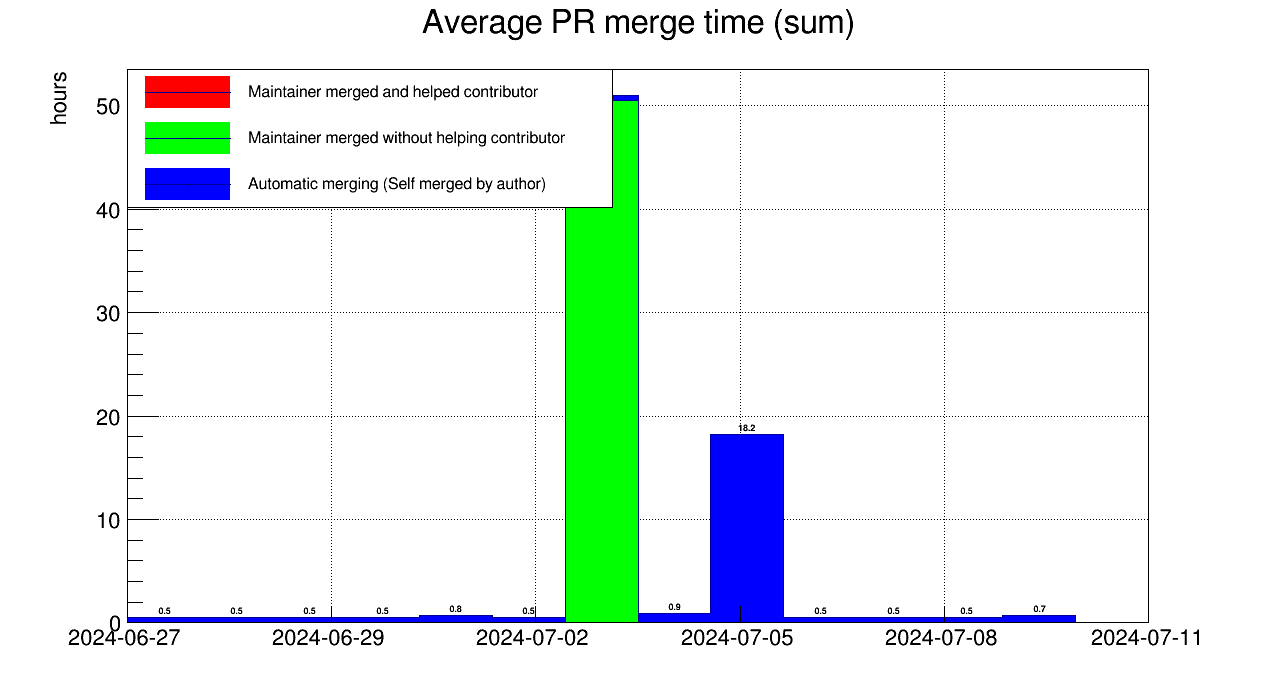 Average PR merge time (sum)
hours
Maintainer merged and helped contributor
Maintainer merged without helping contributor
Automatic merging (Self merged by author)
50
40
30
20
10
0
18.2
0.5 0.5 0.5 0.5 0.8 0.5 0.9 0.5 0.5 0.5 0.7
2024-06-27 2024-06-29 2024-07-02 2024-07-05 2024-07-08 2024-07-11